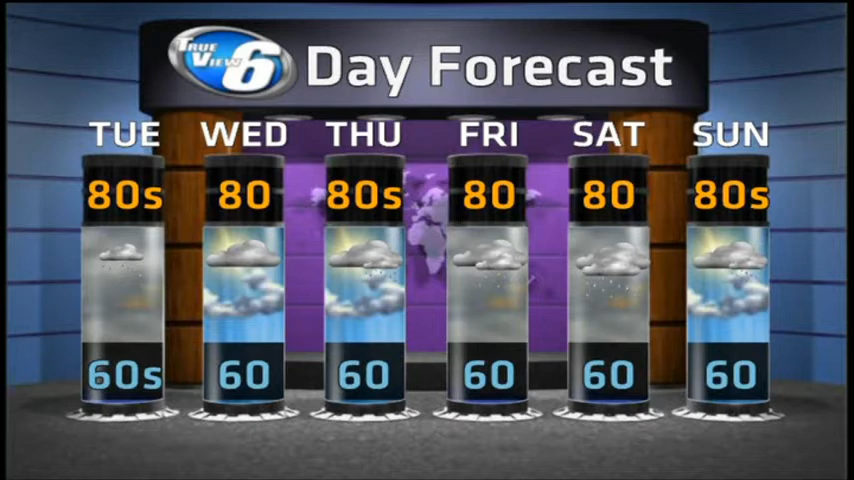 TRUE VIEW 6 Day Forecast
TUE WED THU FRI SAT SUN
80s 80 80s 80 80 80s
60s 60 60 60 60 60